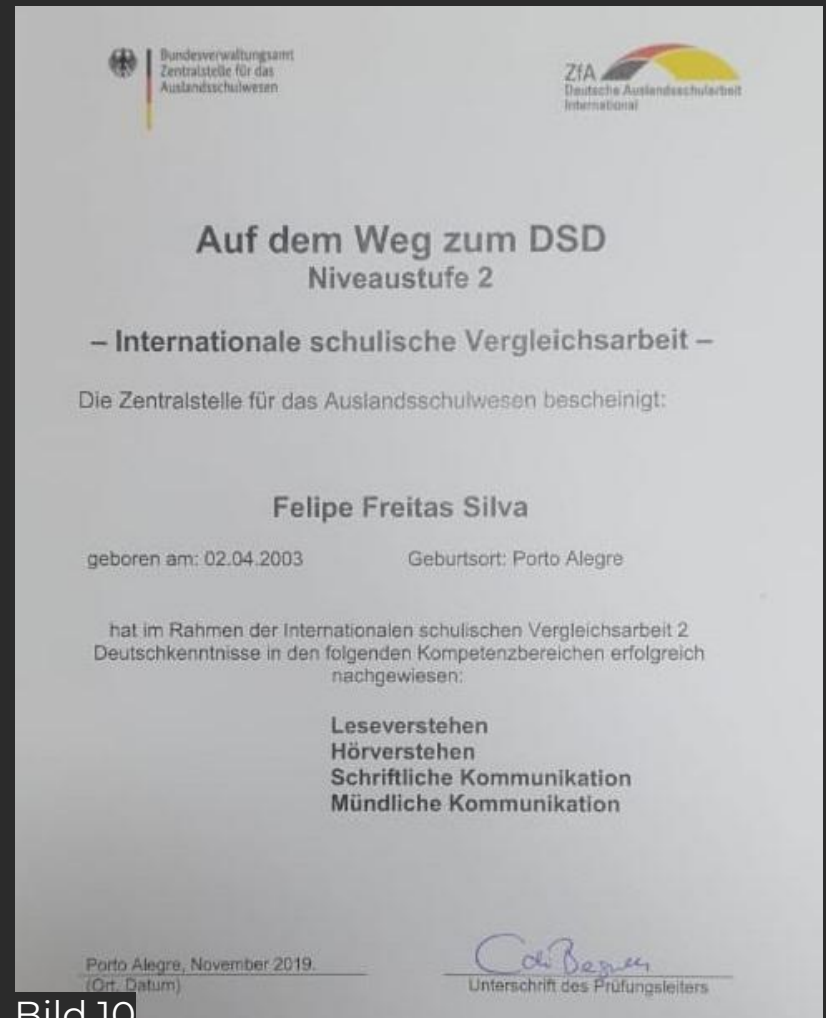 Bundesverwaltungsamt
Zentralstelle für das
Auslandsschulwesen
ZfA
Deutsche Auslandsschularbeit
International
Auf dem Weg zum DSD
Niveaustufe 2
– Internationale schulische Vergleichsarbeit –
Die Zentralstelle für das Auslandsschulwesen bescheinigt:
Felipe Freitas Silva
geboren am: 02.04.2003 Geburtsort: Porto Alegre
hat im Rahmen der Internationalen schulischen Vergleichsarbeit 2
Deutschkenntnisse in den folgenden Kompetenzbereichen erfolgreich
nachgewiesen:
Leseverstehen
Hörverstehen
Schriftliche Kommunikation
Mündliche Kommunikation
Porto Alegre, November 2019.
(Ort, Datum) Unterschrift des Prüfungsleiters
Bild 10